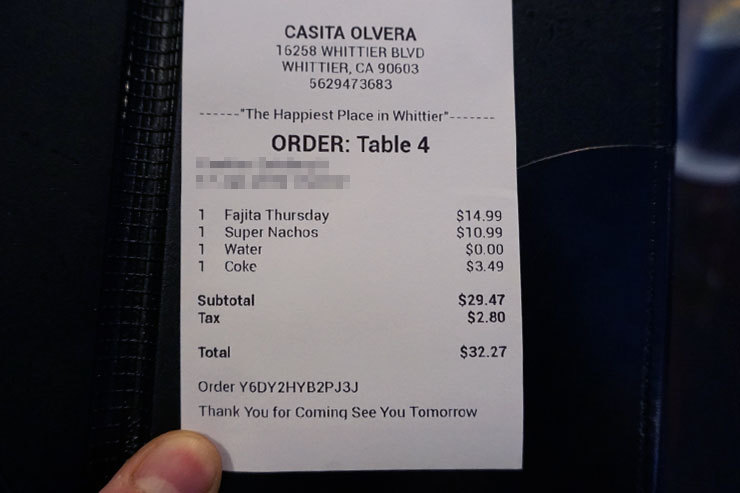 CASITA OLVERA
16258 WHITTIER BLVD
WHITTIER, CA 90603
5629473683
------"The Happiest Place in Whittier"-------
ORDER: Table 4
1 Fajita Thursday $14.99
1 Super Nachos $10.99
1 Water $0.00
1 Coke $3.49
Subtotal $29.47
Tax $2.80
Total $32.27
Order Y6DY2HYB2PJ3J
Thank You for Coming See You Tomorrow